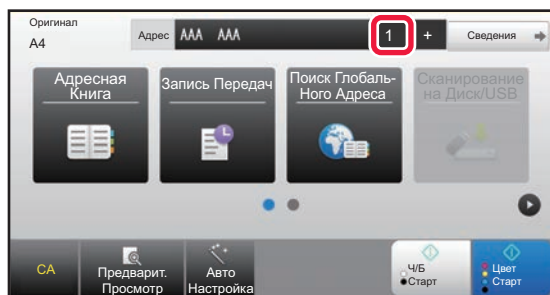 Оригинал
A4
Адрес AAA AAA 1 + Сведения
Адресная
Книга
Запись Передач
Поиск Глобаль-
Ного Адреса
Сканирование
на Диск/USB
CA
Предварит.
Просмотр
Авто
Настройка
Ч/Б
Старт
Цвет
Старт